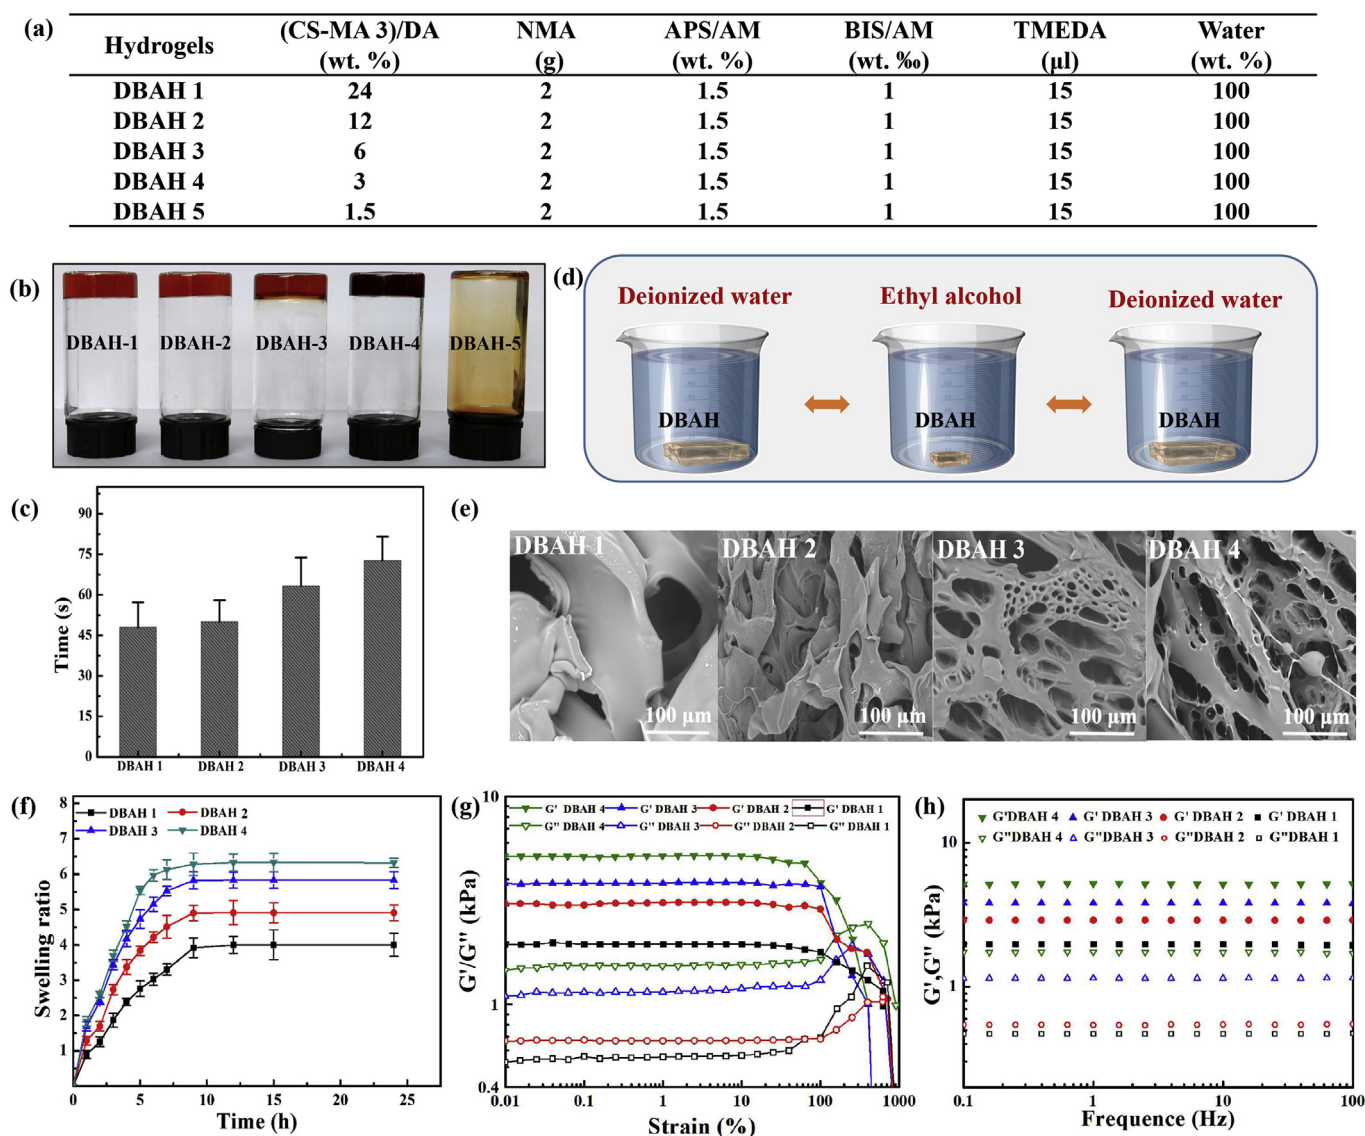 (a)
Hydrogels (CS-MA 3)/DA (wt. %) NMA (g) APS/AM (wt. %) BIS/AM (wt. ‰) TMEDA (μl) Water (wt. %)
DBAH 1 24 2 1.5 1 15 100
DBAH 2 12 2 1.5 1 15 100
DBAH 3 6 2 1.5 1 15 100
DBAH 4 3 2 1.5 1 15 100
DBAH 5 1.5 2 1.5 1 15 100
(b)
DBAH-1 DBAH-2 DBAH-3 DBAH-4 DBAH-5
(d)
Deionized water Ethyl alcohol Deionized water
DBAH DBAH DBAH
(c)
Time (s)
90
75
60
45
30
15
0
DBAH 1 DBAH 2 DBAH 3 DBAH 4
(e)
DBAH 1 DBAH 2 DBAH 3 DBAH 4
100 μm 100 μm 100 μm 100 μm
(f)
Swelling ratio
8
7
6
5
4
3
2
1
DBAH 1 DBAH 2
DBAH 3 DBAH 4
0 5 10 15 20 25
Time (h)
(g)
G'/G'' (kPa)
10
1
0.4
G' DBAH 4 G' DBAH 3 G' DBAH 2 G' DBAH 1
G'' DBAH 4 G'' DBAH 3 G'' DBAH 2 G'' DBAH 1
0.01 0.1 1 10 100 1000
Strain (%)
(h)
G',G'' (kPa)
10
1
G'DBAH 4 G'DBAH 3 G'DBAH 2 G'DBAH 1
G''DBAH 4 G''DBAH 3 G''DBAH 2 G''DBAH 1
0.1 1 10 100
Frequence (Hz)